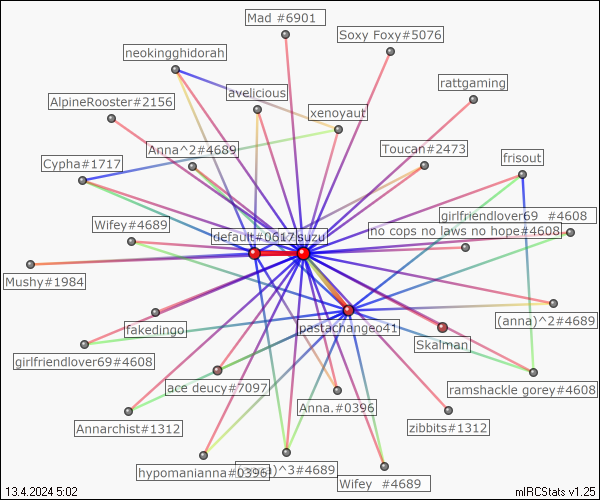 Mad #6901
Soxy Foxy#5076
neokingghidorah
rattgaming
avelicious
AlpineRooster#2156
xenoyaut
Anna^2#4689
Toucan#2473
Cypha#1717
frisout
girlfriendlover69 #4608
Wifey#4689
no cops no laws no hope#4608
default#0617
suzu
Mushy#1984
(anna)^2#4689
fakedingo
pastachangeo41
Skalman
girlfriendlover69#4608
ace deucy#7097
ramshackle gorey#4608
Anna.#0396
Annarchist#1312
zibbits#1312
hypomanianna#0396
)^3#4689
Wifey #4689
13.4.2024 5:02
mIRCStats v1.25